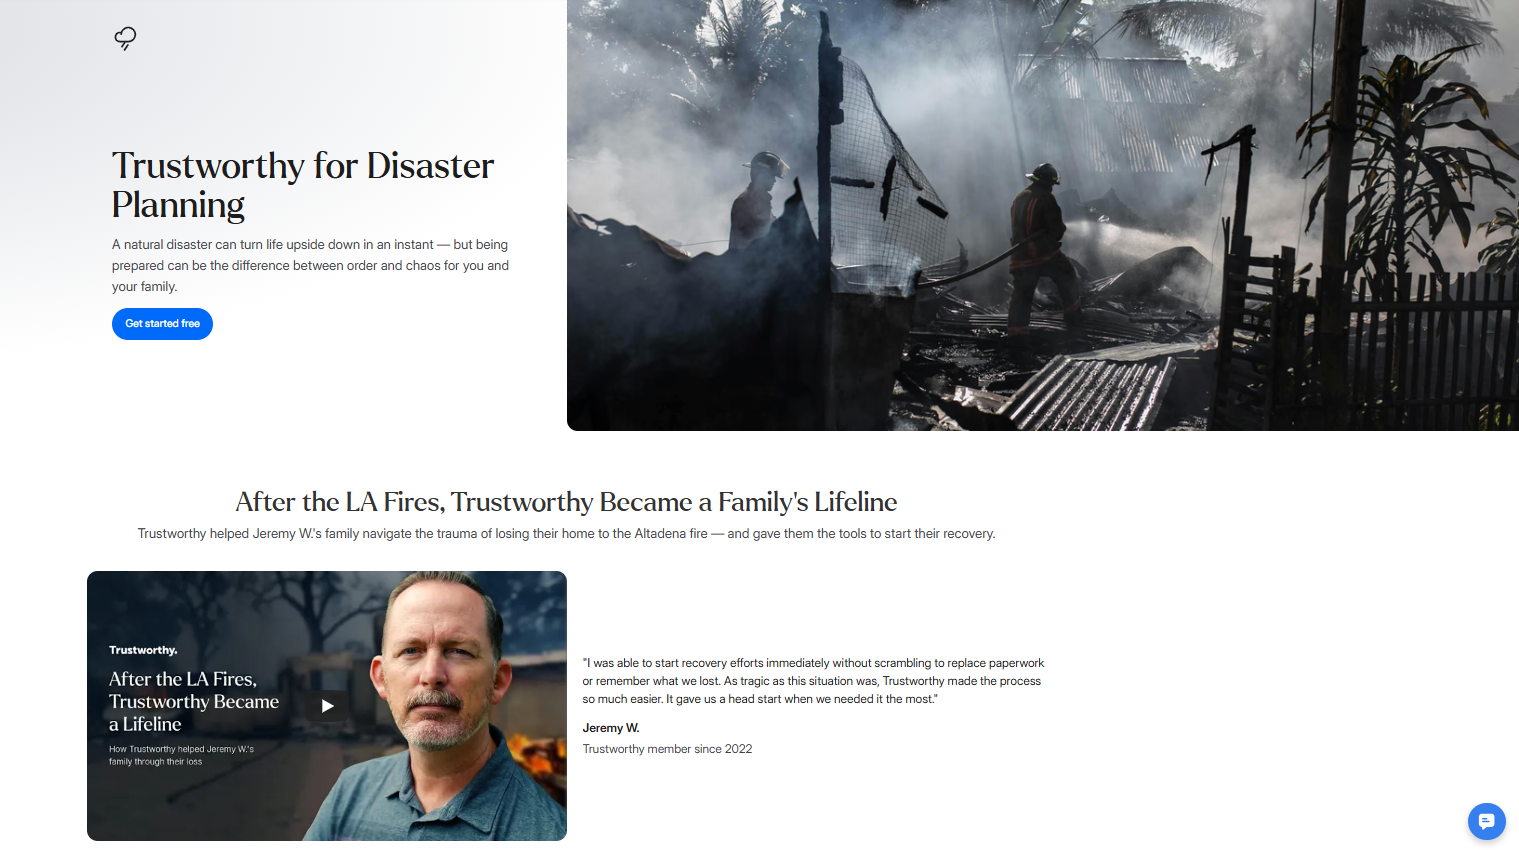 Trustworthy for Disaster
Planning
A natural disaster can turn life upside down in an instant — but being
prepared can be the difference between order and chaos for you and
your family.
Get started free
After the LA Fires, Trustworthy Became a Family's Lifeline
Trustworthy helped Jeremy W.'s family navigate the trauma of losing their home to the Altadena fire — and gave them the tools to start their recovery.
Trustworthy.
After the LA Fires,
Trustworthy Became
a Lifeline
How Trustworthy helped Jeremy W.'s
family through their loss
"I was able to start recovery efforts immediately without scrambling to replace paperwork
or remember what we lost. As tragic as this situation was, Trustworthy made the process
so much easier. It gave us a head start when we needed it the most."
Jeremy W.
Trustworthy member since 2022